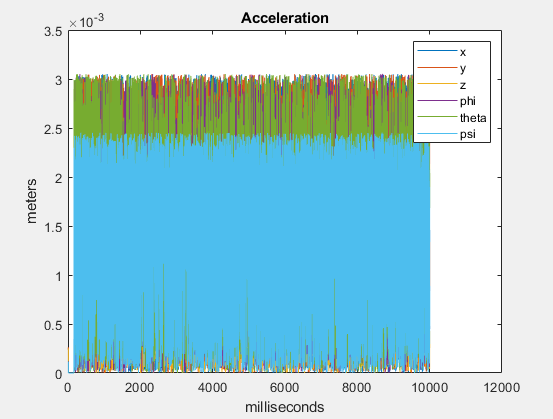 Acceleration
×10⁻³
3.5
3
2.5
2
1.5
1
0.5
0
meters
x
y
z
phi
theta
psi
0 2000 4000 6000 8000 10000 12000
milliseconds